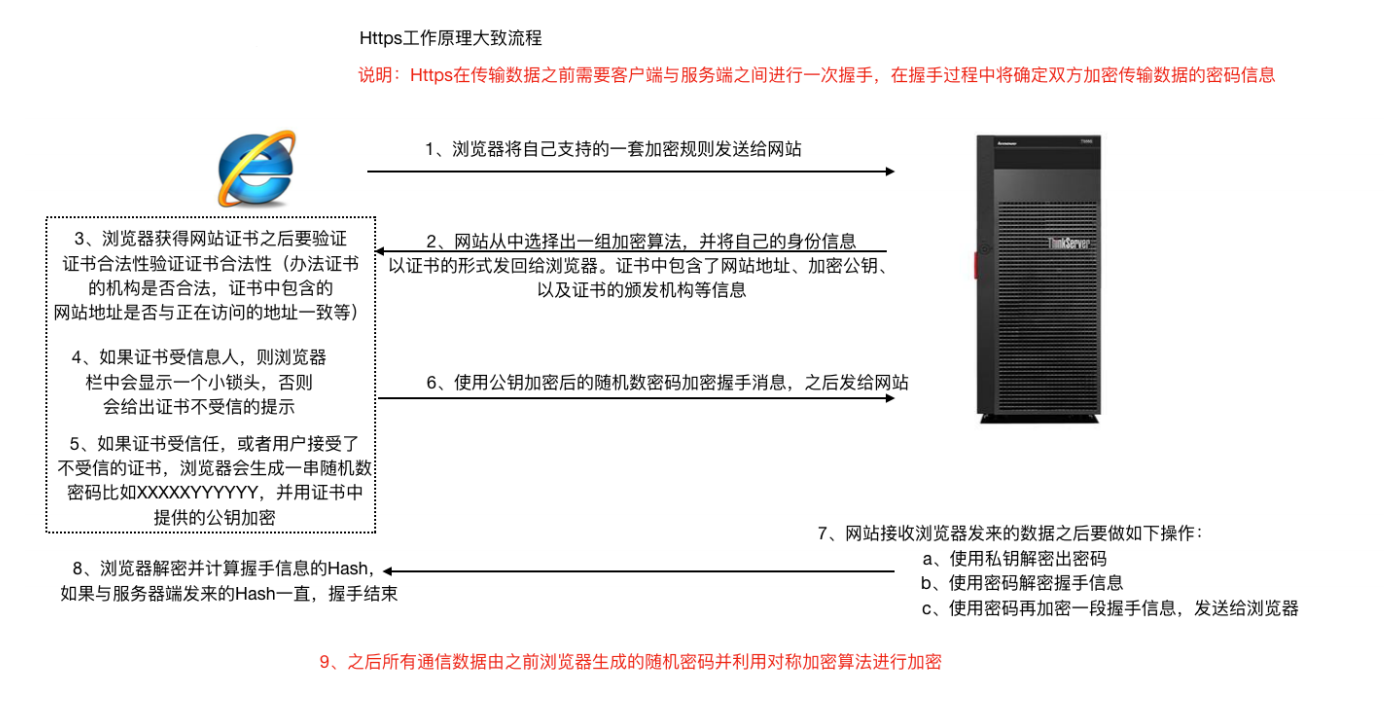 Https工作原理大致流程
说明：Https在传输数据之前需要客户端与服务端之间进行一次握手，在握手过程中将确定双方加密传输数据的密码信息
1、浏览器将自己支持的一套加密规则发送给网站
2、网站从中选择出一组加密算法，并将自己的身份信息
以证书的形式发回给浏览器。证书中包含了网站地址、加密公钥、
以及证书的颁发机构等信息
3、浏览器获得网站证书之后要验证
证书合法性验证证书合法性（办法证书
的机构是否合法，证书中包含的
网站地址是否与正在访问的地址一致等）
4、如果证书受信息人，则浏览器
栏中会显示一个小锁头，否则
会给出证书不受信的提示
5、如果证书受信任，或者用户接受了
不受信的证书，浏览器会生成一串随机数
密码比如XXXXXYYYYYY，并用证书中
提供的公钥加密
6、使用公钥加密后的随机数密码加密握手消息，之后发给网站
ThinkServer
7、网站接收浏览器发来的数据之后要做如下操作：
a、使用私钥解密出密码
b、使用密码解密握手信息
c、使用密码再加密一段握手信息，发送给浏览器
8、浏览器解密并计算握手信息的Hash，
如果与服务器端发来的Hash一直，握手结束
9、之后所有通信数据由之前浏览器生成的随机密码并利用对称加密算法进行加密